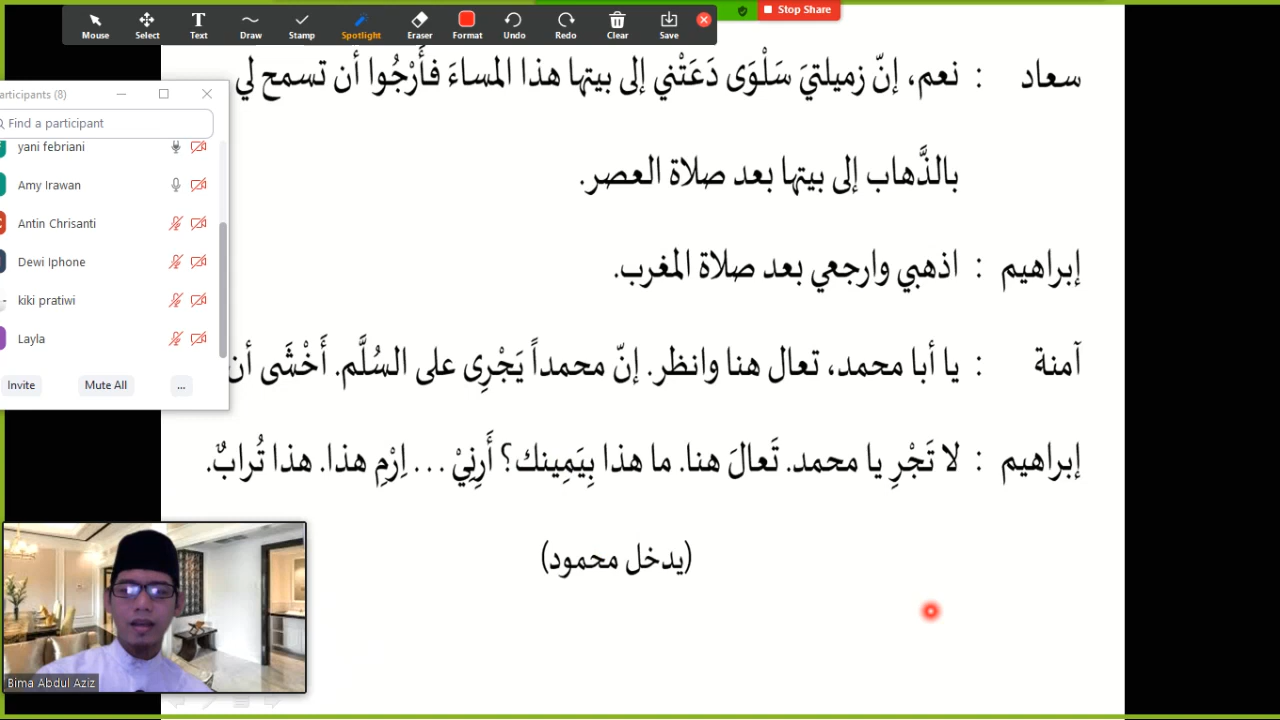 Mouse
Select
Text
Draw
Stamp
Spotlight
Eraser
Format
Undo
Redo
Clear
Save
Stop Share
articipants (8)
Find a participant
yani febriani
Amy Irawan
Antin Chrisanti
Dewi Iphone
kiki pratiwi
Layla
Invite
Mute All
...
سعاد : نعم، إنّ زميلتيَ سَلْوَى دَعَتْني إلى بيتها هذا المساءَ فأَرْجُوا أن تسمح لي
بالذَّهاب إلى بيتها بعد صلاة العصر.
إبراهيم : اذهبي وارجعي بعد صلاة المغرب.
آمنة : يا أبا محمد، تعال هنا وانظر. إنّ محمداً يَجْرِى على السُلَّم. أَخْشَى أن
إبراهيم : لا تَجْرِ يا محمد. تَعالَ هنا. ما هذا بِيَمِينك؟ أَرِنِيْ ... اِرْمِ هذا. هذا تُرابٌ.
(يدخل محمود)
Bima Abdul Aziz